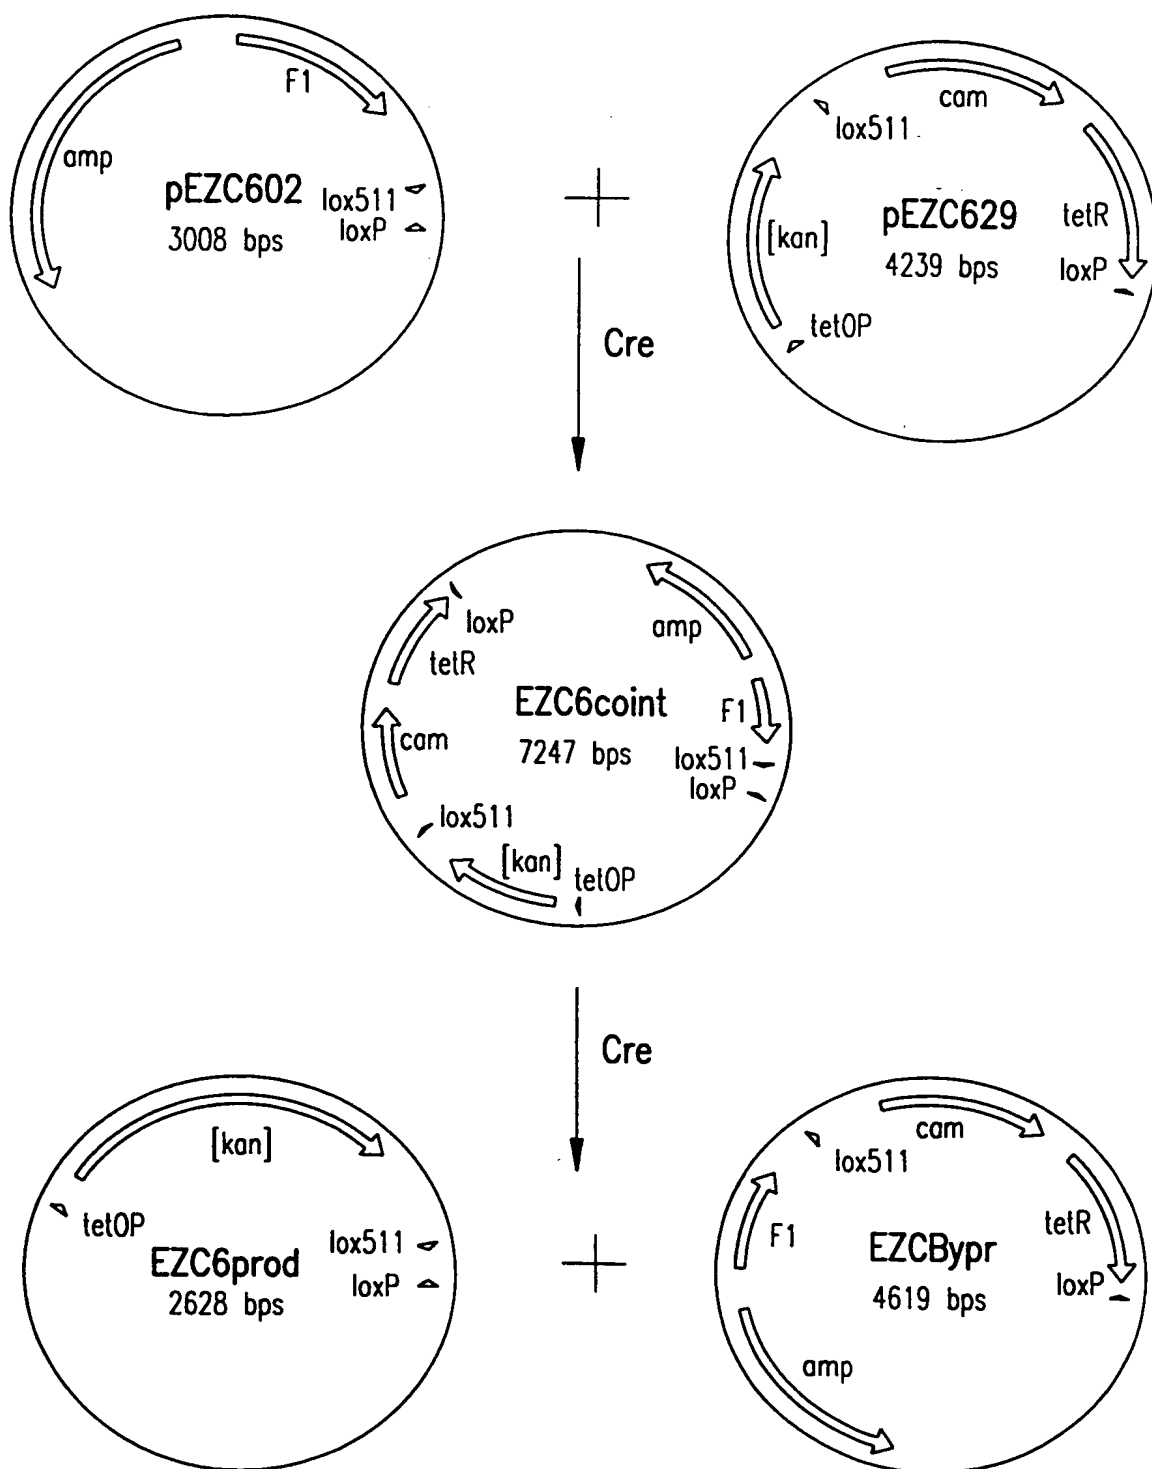 F1
amp
pEZC602
3008 bps
lox511
loxP
+
cam
lox511
[kan]
pEZC629
4239 bps
tetR
loxP
tetOP
Cre
loxP
tetR
amp
EZC6coint
7247 bps
F1
cam
lox511
loxP
lox511
[kan]
tetOP
Cre
[kan]
tetOP
EZC6prod
2628 bps
lox511
loxP
+
cam
lox511
F1
EZCBypr
4619 bps
tetR
loxP
amp